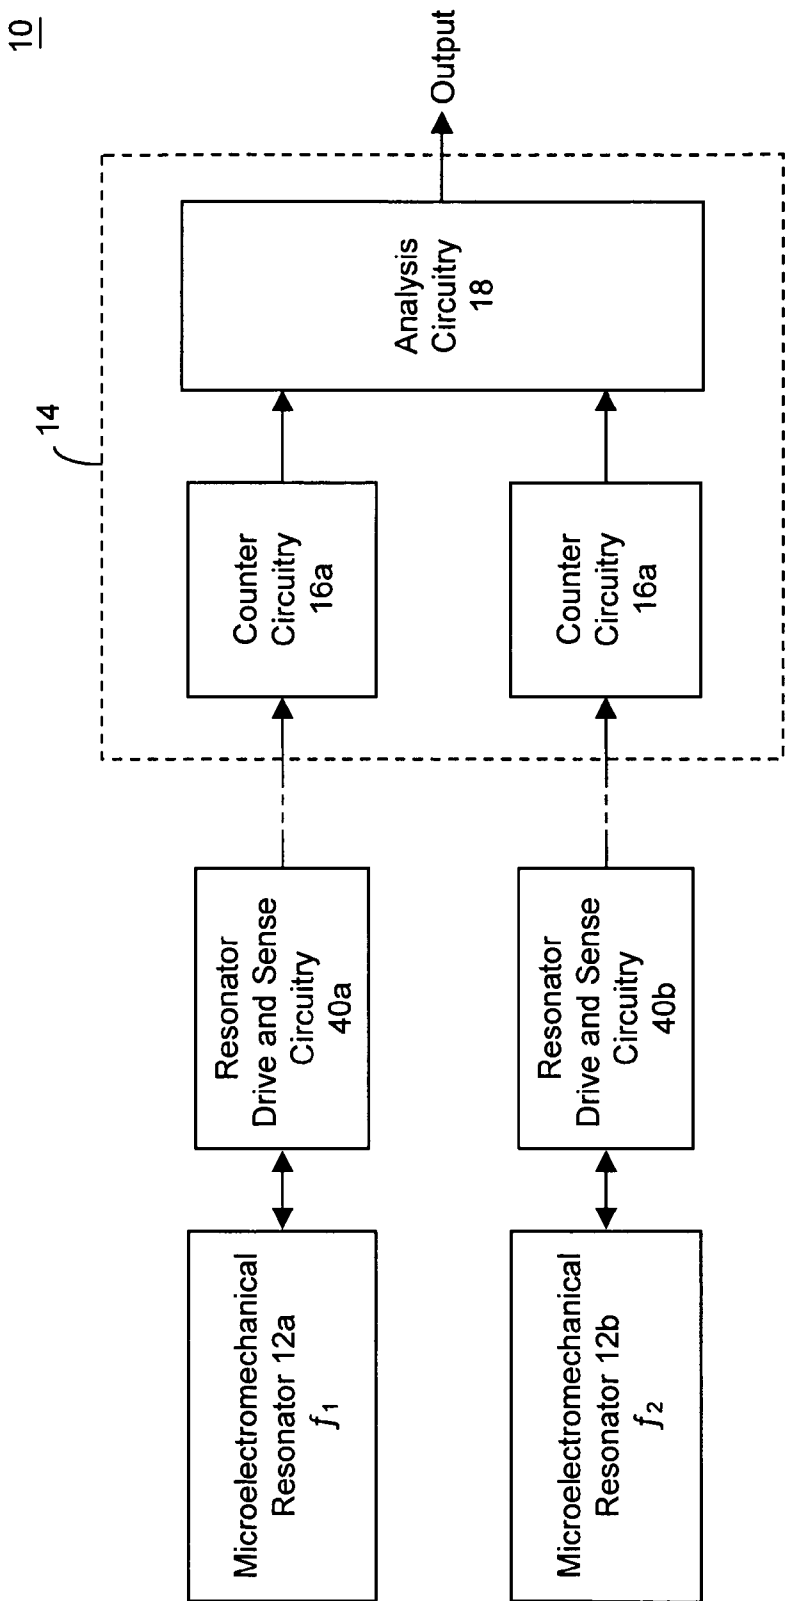 10
14
Microelectromechanical
Resonator 12a
f1
Resonator
Drive and Sense
Circuitry
40a
Counter
Circuitry
16a
Analysis
Circuitry
18
Output
Microelectromechanical
Resonator 12b
f2
Resonator
Drive and Sense
Circuitry
40b
Counter
Circuitry
16a